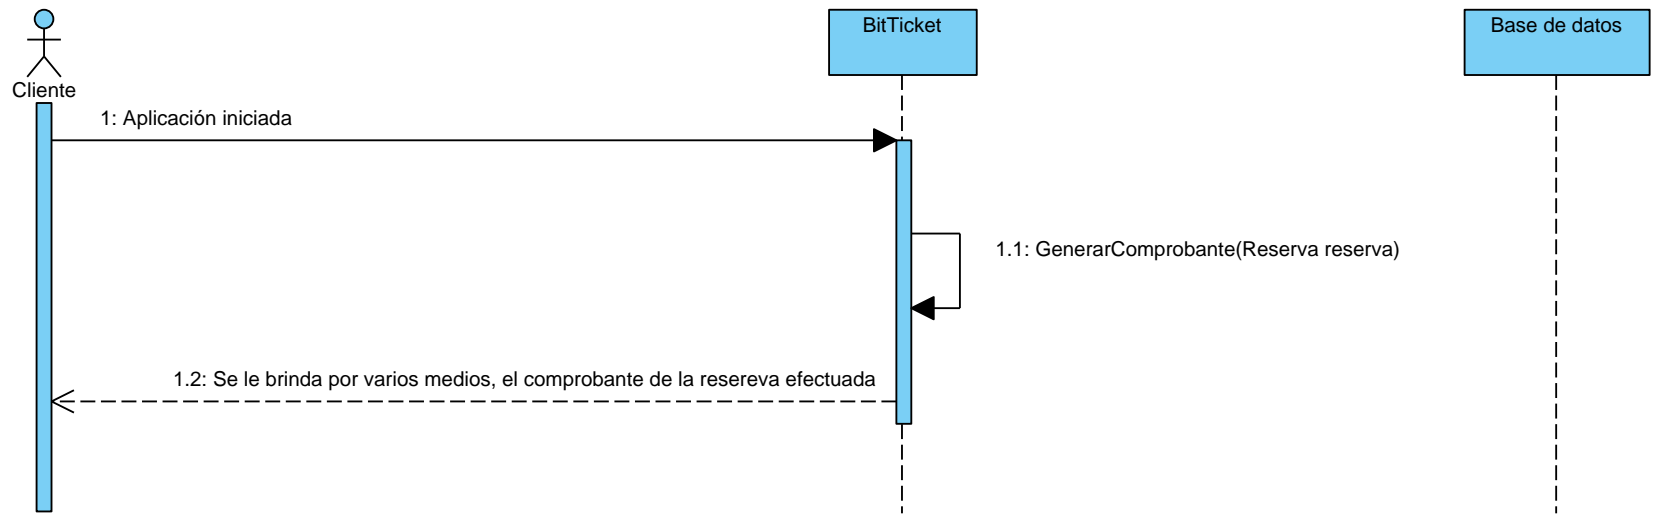 BitTicket
Base de datos
Cliente
1: Aplicación iniciada
1.1: GenerarComprobante(Reserva reserva)
1.2: Se le brinda por varios medios, el comprobante de la resereva efectuada